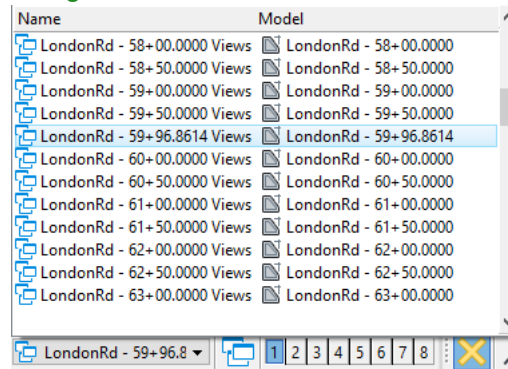 Name Model
LondonRd - 58+00.0000 Views LondonRd - 58+00.0000
LondonRd - 58+50.0000 Views LondonRd - 58+50.0000
LondonRd - 59+00.0000 Views LondonRd - 59+00.0000
LondonRd - 59+50.0000 Views LondonRd - 59+50.0000
LondonRd - 59+96.8614 Views LondonRd - 59+96.8614
LondonRd - 60+00.0000 Views LondonRd - 60+00.0000
LondonRd - 60+50.0000 Views LondonRd - 60+50.0000
LondonRd - 61+00.0000 Views LondonRd - 61+00.0000
LondonRd - 61+50.0000 Views LondonRd - 61+50.0000
LondonRd - 62+00.0000 Views LondonRd - 62+00.0000
LondonRd - 62+50.0000 Views LondonRd - 62+50.0000
LondonRd - 63+00.0000 Views LondonRd - 63+00.0000
LondonRd - 59+96.8 1 2 3 4 5 6 7 8